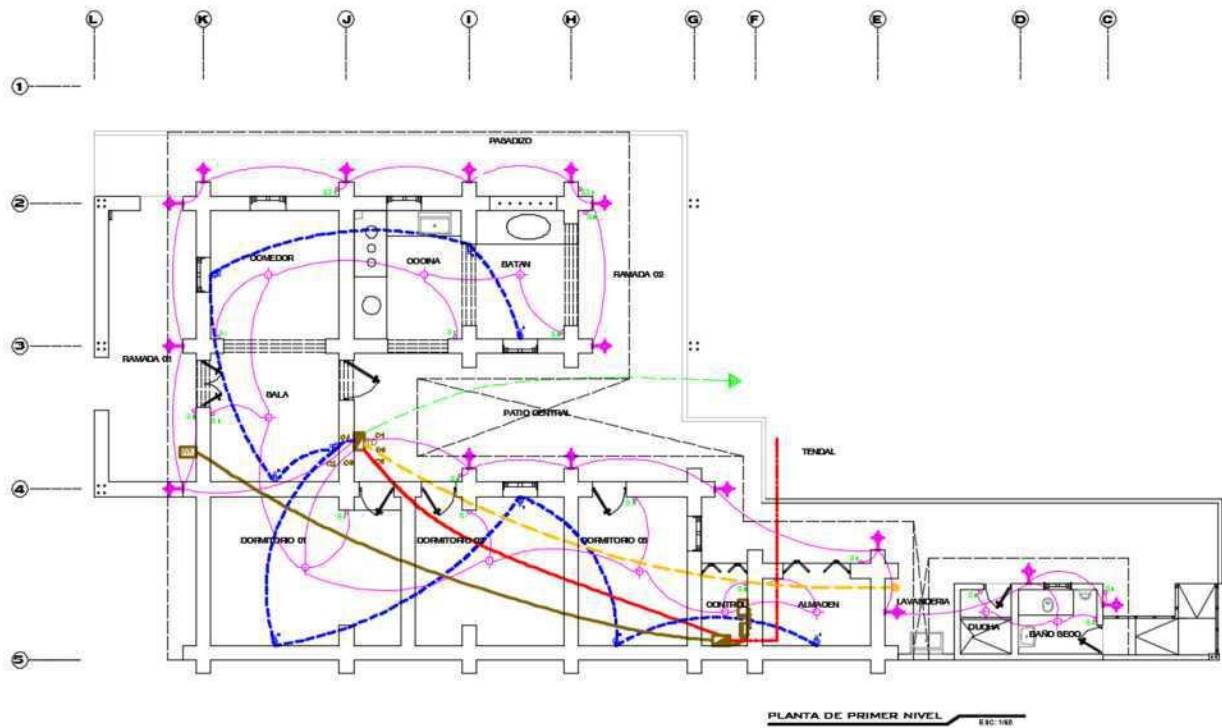 L K J I H G F E D C
1
PASADIZO
2
COMEDOR
COCINA
BATAN
RAMADA 02
3
RAMADA 01
SALA
PATIO CENTRAL
TENDAL
4
DORMITORIO 01
DORMITORIO 02
DORMITORIO 03
CONTROL
ALMACEN
LAVANDERIA
DUCHA
BAÑO SECO
5
PLANTA DE PRIMER NIVEL